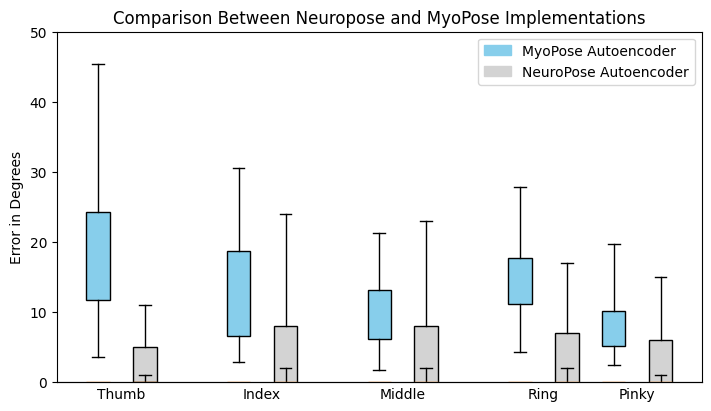 Comparison Between Neuropose and MyoPose Implementations
MyoPose Autoencoder
NeuroPose Autoencoder
Error in Degrees
50
40
30
20
10
0
Thumb Index Middle Ring Pinky